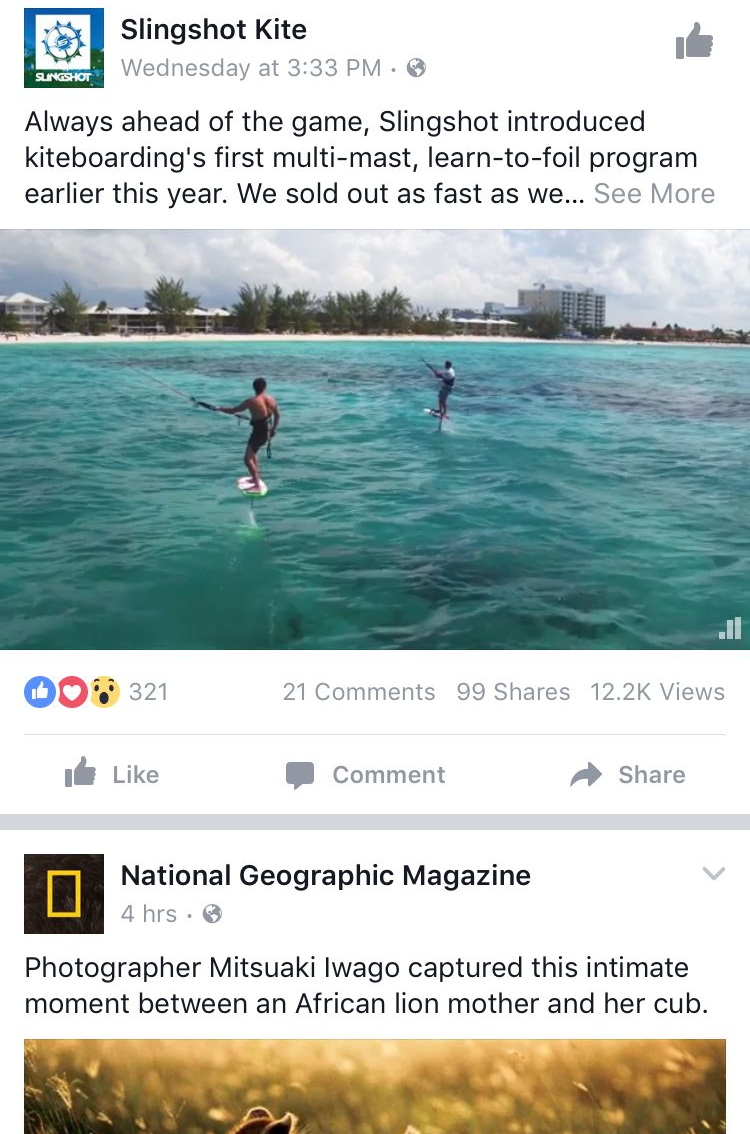 Slingshot Kite
Wednesday at 3:33 PM ·
SLINGSHOT
Always ahead of the game, Slingshot introduced
kiteboarding's first multi-mast, learn-to-foil program
earlier this year. We sold out as fast as we... See More
321 21 Comments 99 Shares 12.2K Views
Like Comment Share
National Geographic Magazine
4 hrs ·
Photographer Mitsuaki Iwago captured this intimate
moment between an African lion mother and her cub.